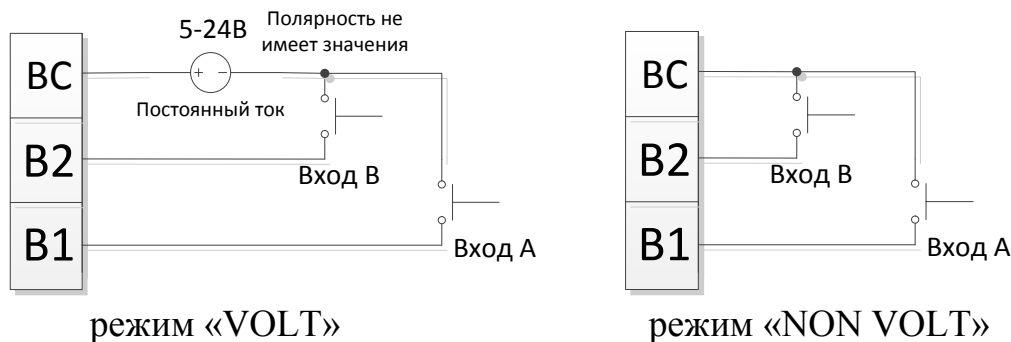 5-24В
Полярность не
имеет значения
BC
+ -
Постоянный ток
B2
Вход В
B1
Вход А
режим «VOLT»
BC
B2
Вход В
B1
Вход А
режим «NON VOLT»